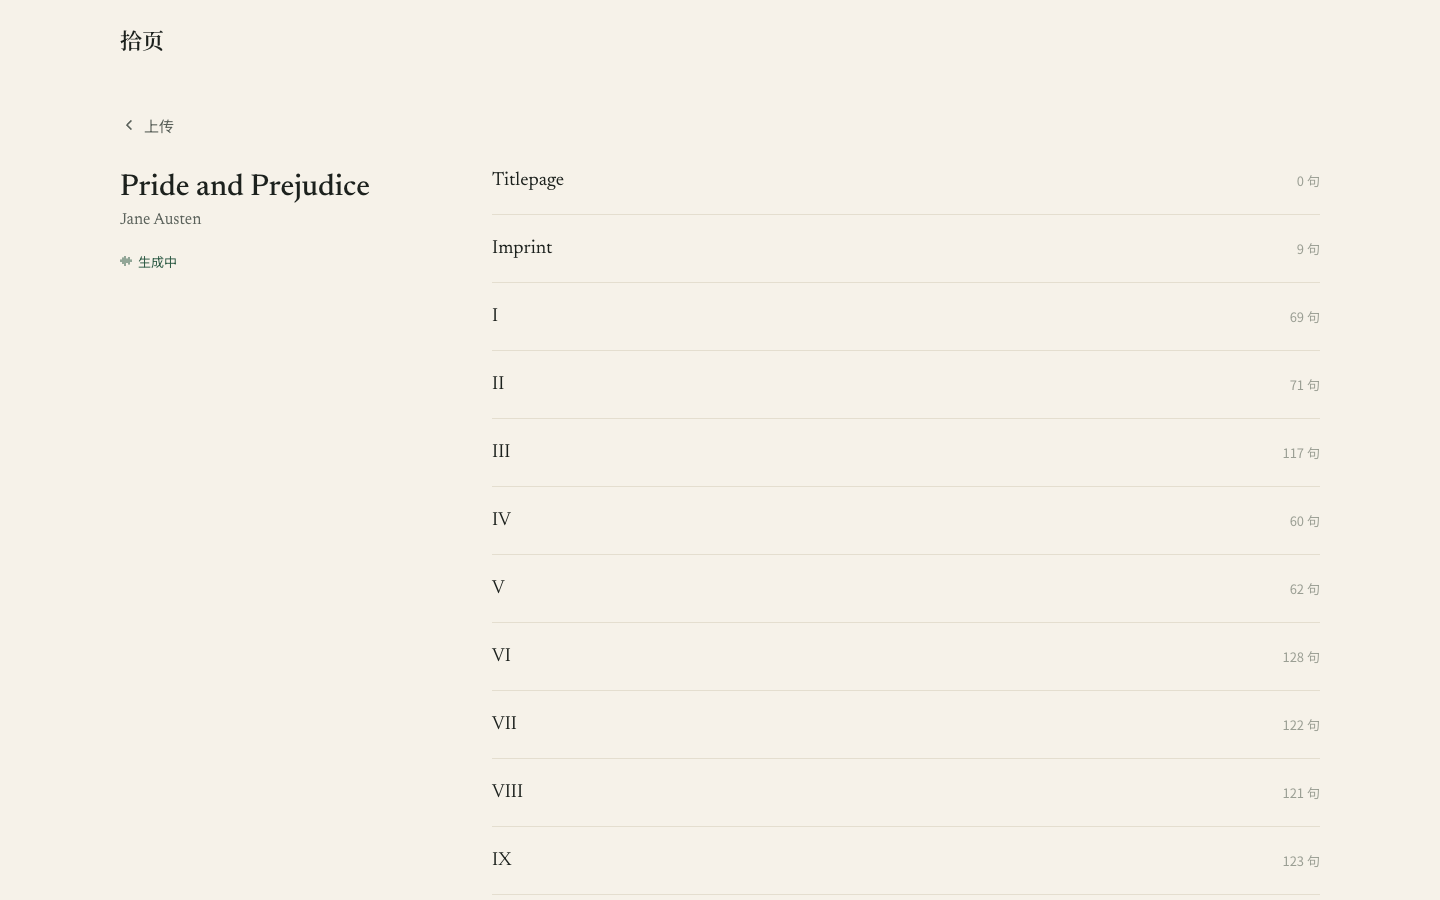 拾页
上传
Pride and Prejudice
Jane Austen
生成中
Titlepage 0 句
Imprint 9 句
I 69 句
II 71 句
III 117 句
IV 60 句
V 62 句
VI 128 句
VII 122 句
VIII 121 句
IX 123 句